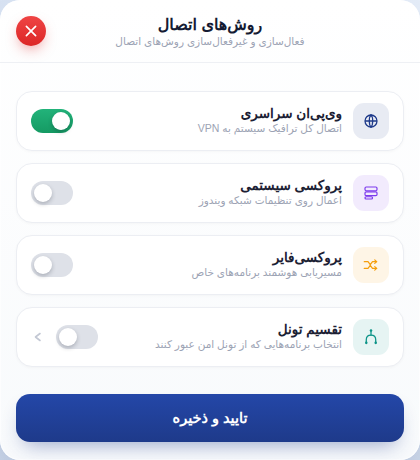 روش‌های اتصال
فعال‌سازی و غیرفعال‌سازی روش‌های اتصال
وی‌پی‌ان سراسری
اتصال کل ترافیک سیستم به VPN
پروکسی سیستمی
اعمال روی تنظیمات شبکه ویندوز
پروکسی‌فایر
مسیریابی هوشمند برنامه‌های خاص
تقسیم تونل
انتخاب برنامه‌هایی که از تونل امن عبور کنند
تایید و ذخیره